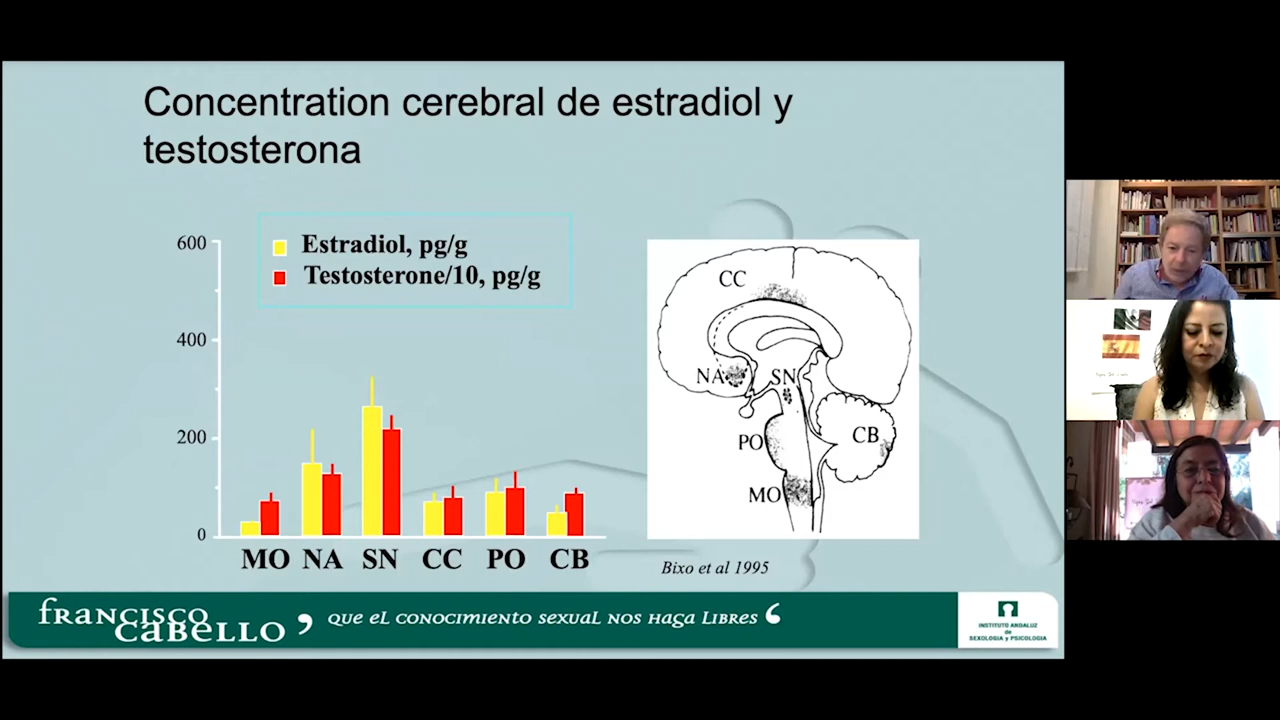 Concentration cerebral de estradiol y
testosterona
Estradiol, pg/g
Testosterone/10, pg/g
600
400
200
0
MO NA SN CC PO CB
CC
NA
SN
PO
CB
MO
Bixo et al 1995
FRANCISCO
CABELLO
, QUE EL CONOCIMIENTO SEXUAL NOS HAGA LIBRES ‘
INSTITUTO ANDALUZ
de
SEXOLOGIA y PSICOLOGIA